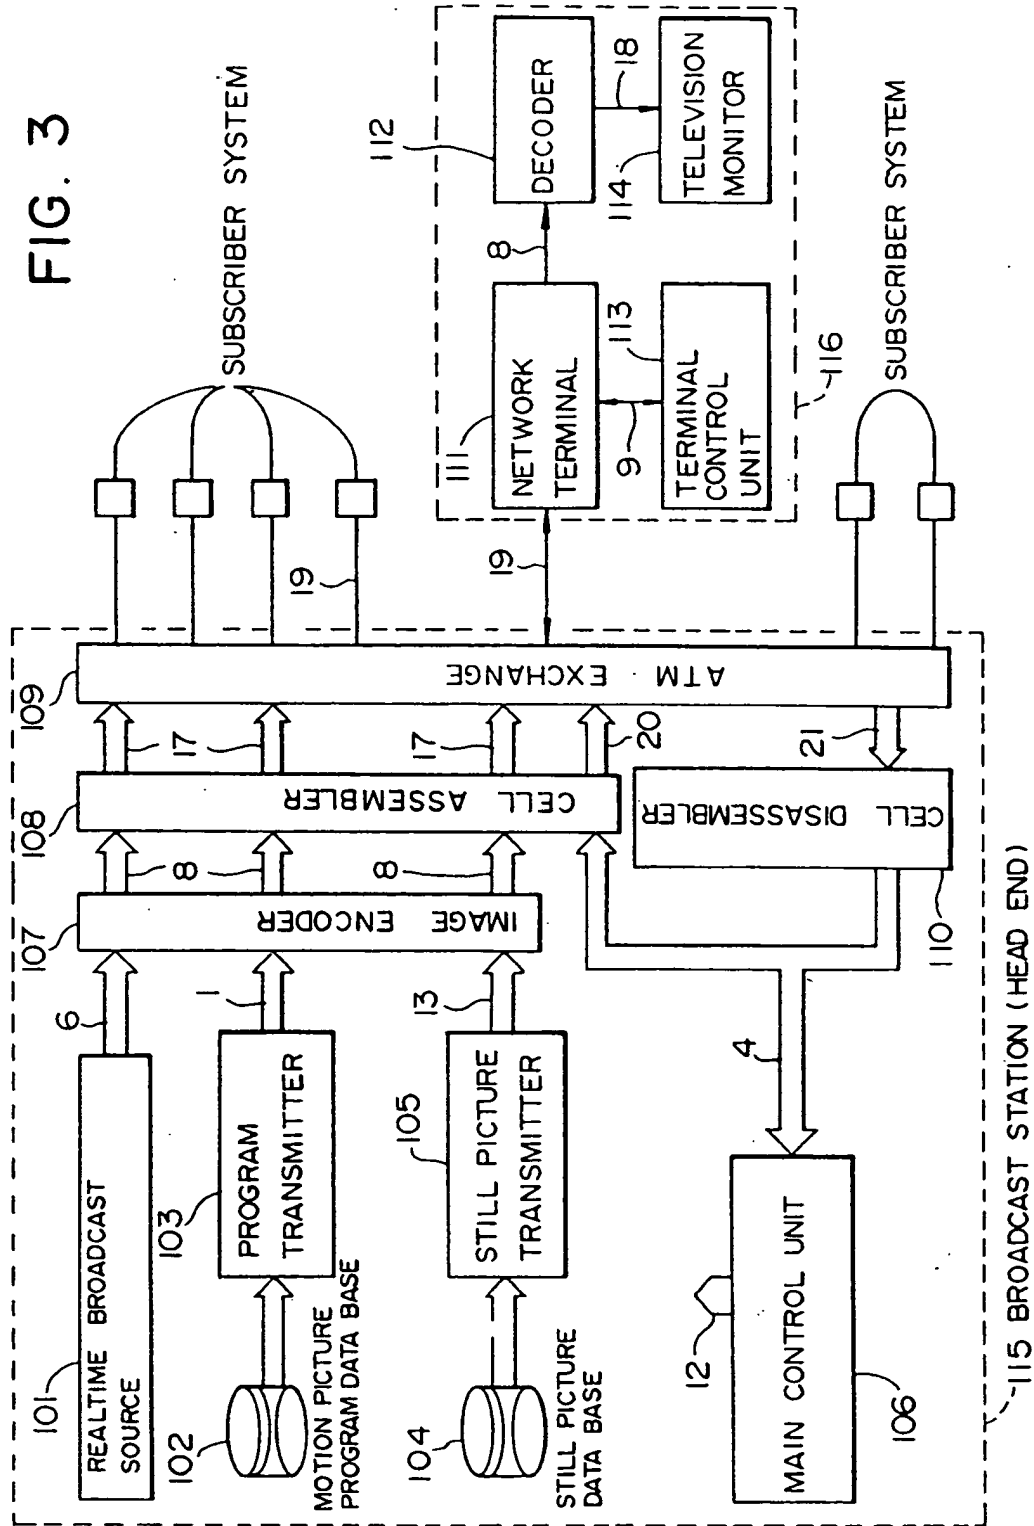 FIG. 3
101
REALTIME BROADCAST
SOURCE
6
107
IMAGE ENCODER
8
108
CELL ASSEMBLER
17
109
ATM EXCHANGE
SUBSCRIBER SYSTEM
19
102
MOTION PICTURE
PROGRAM DATA BASE
103
PROGRAM
TRANSMITTER
1
8
17
104
STILL PICTURE
DATA BASE
105
STILL PICTURE
TRANSMITTER
13
20
19
111
NETWORK
TERMINAL
8
112
DECODER
18
9
113
TERMINAL
CONTROL
UNIT
114
TELEVISION
MONITOR
116
12
MAIN CONTROL UNIT
106
4
110
CELL DISASSEMBLER
21
SUBSCRIBER SYSTEM
115 BROADCAST STATION (HEAD END)